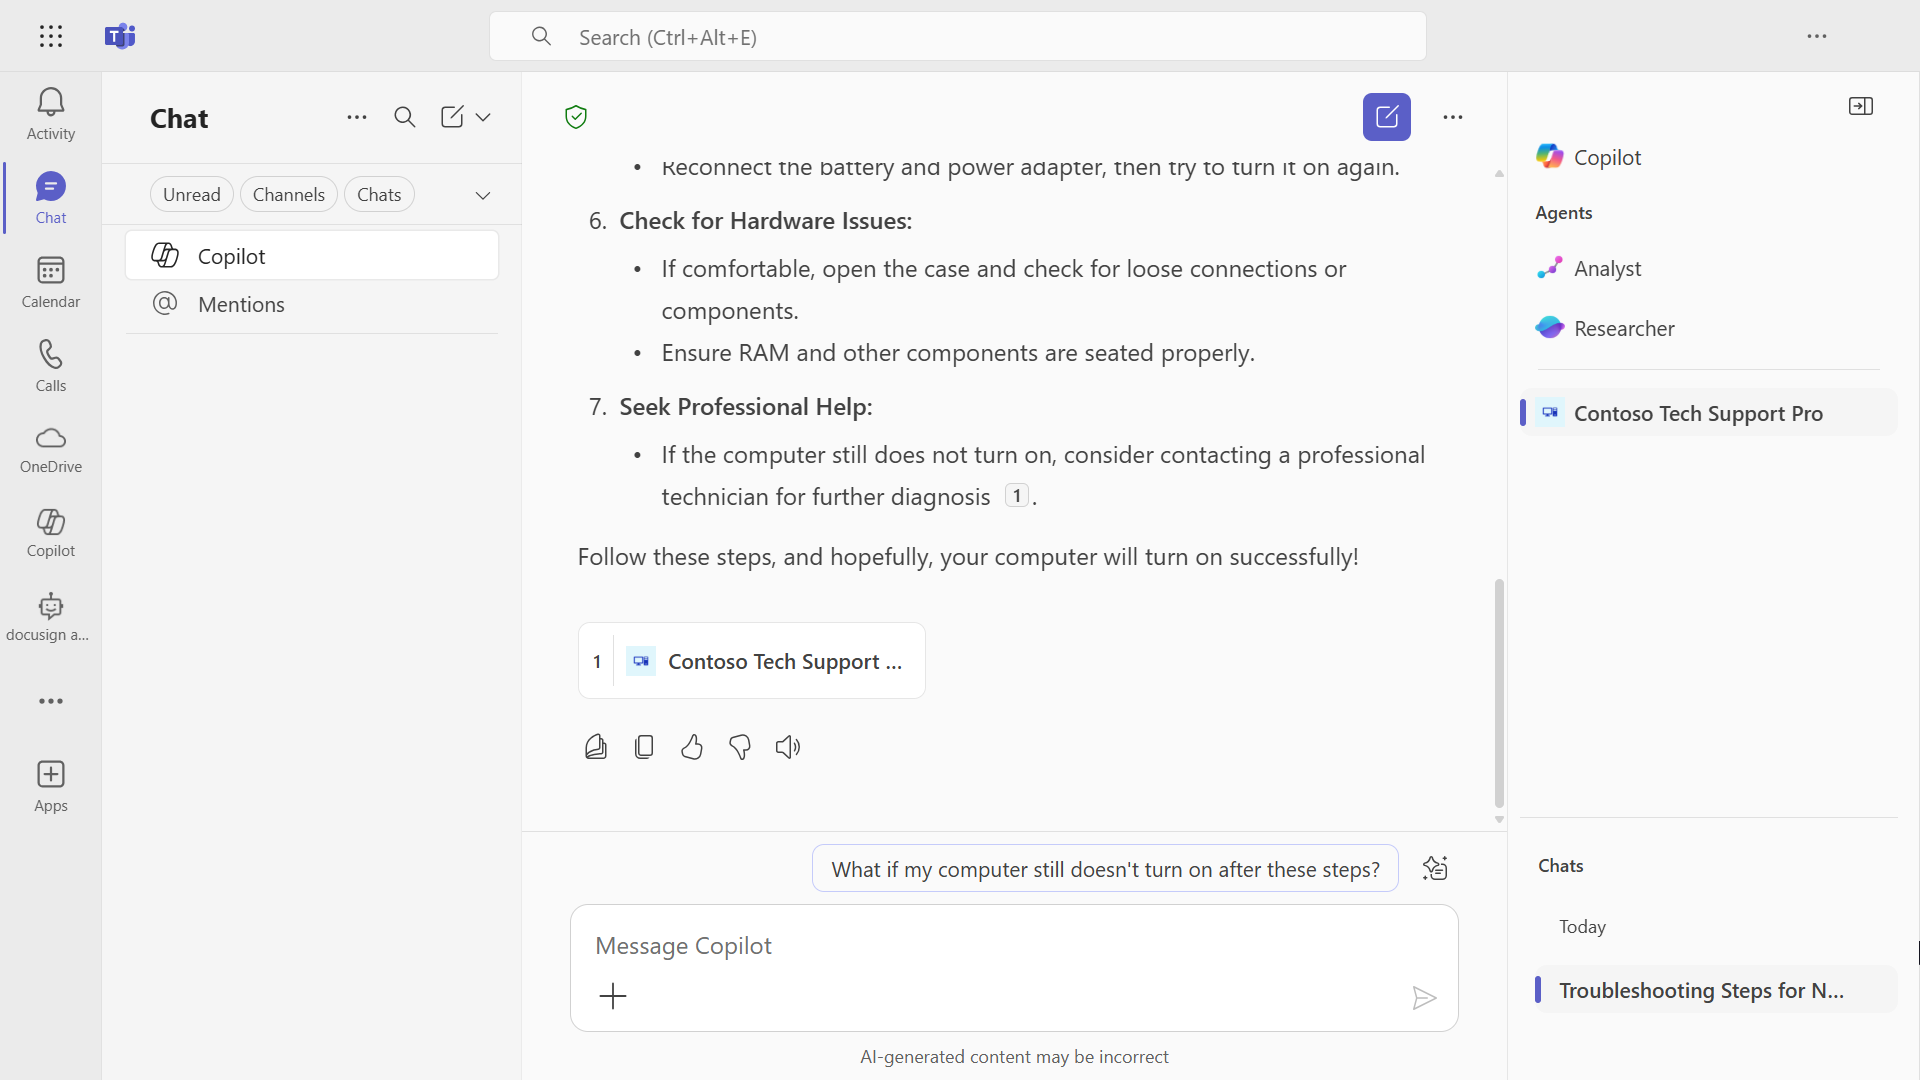 Search (Ctrl+Alt+E)
Activity
Chat
Calendar
Calls
OneDrive
Copilot
docusign a...
Apps
Chat
Unread
Channels
Chats
Copilot
Mentions
• Reconnect the battery and power adapter, then try to turn it on again.
6. Check for Hardware Issues:
• If comfortable, open the case and check for loose connections or
components.
• Ensure RAM and other components are seated properly.
7. Seek Professional Help:
• If the computer still does not turn on, consider contacting a professional
technician for further diagnosis 1.
Follow these steps, and hopefully, your computer will turn on successfully!
1 Contoso Tech Support ...
What if my computer still doesn't turn on after these steps?
Message Copilot
AI-generated content may be incorrect
Copilot
Agents
Analyst
Researcher
Contoso Tech Support Pro
Chats
Today
Troubleshooting Steps for N...